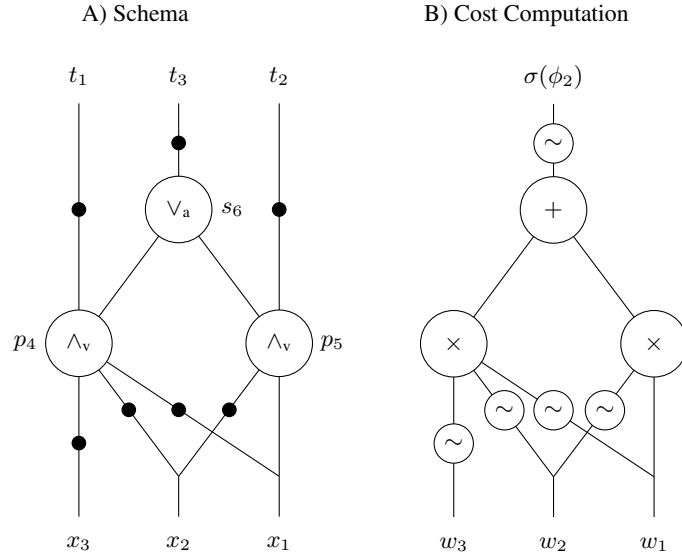 A) Schema B) Cost Computation
t₁ t₃ t₂ σ(ϕ₂)
~
∨ₐ s₆ +
p₄ ∧ᵥ ∧ᵥ p₅ × ×
~ ~ ~
~
x₃ x₂ x₁ w₃ w₂ w₁